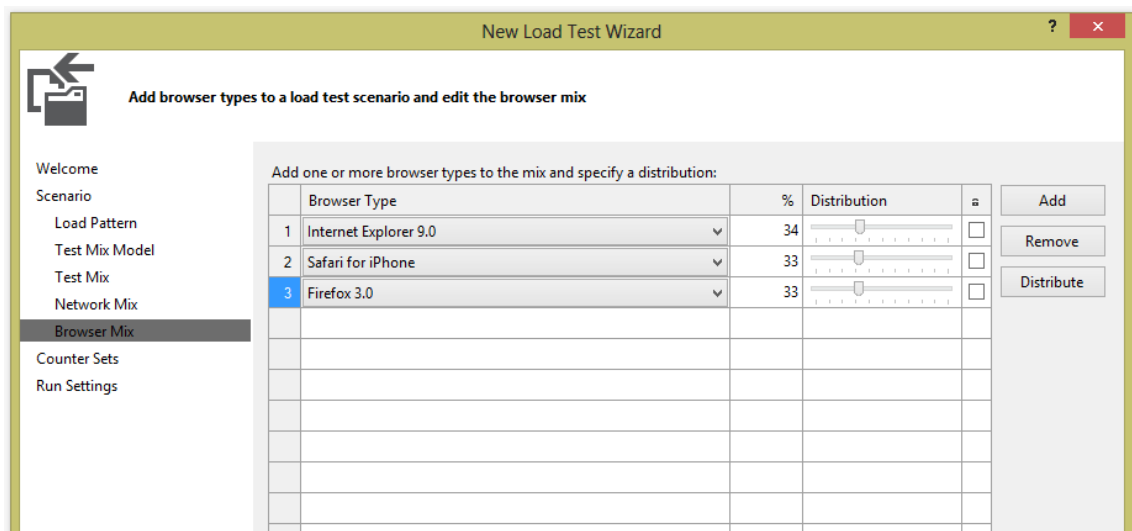 New Load Test Wizard
?
Add browser types to a load test scenario and edit the browser mix
Welcome
Scenario
Load Pattern
Test Mix Model
Test Mix
Network Mix
Browser Mix
Counter Sets
Run Settings
Add one or more browser types to the mix and specify a distribution:
Browser Type % Distribution
1 Internet Explorer 9.0 34
2 Safari for iPhone 33
3 Firefox 3.0 33
Add
Remove
Distribute